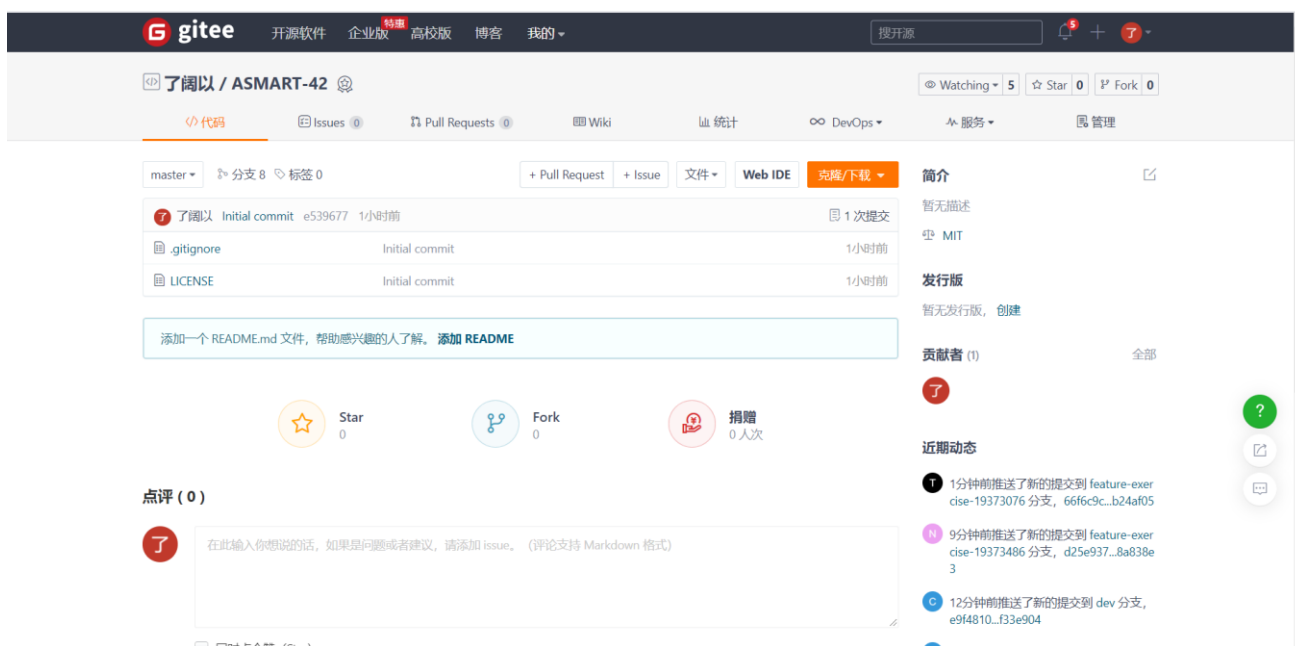 gitee 开源软件 企业版 特惠 高校版 博客 我的 搜开源 5 了
了阔以 / ASMART-42 Watching 5 Star 0 Fork 0
代码 Issues 0 Pull Requests 0 Wiki 统计 DevOps 服务 管理
master 分支 8 标签 0 + Pull Request + Issue 文件 Web IDE 克隆/下载
了 了阔以 Initial commit e539677 1小时前 1 次提交
.gitignore Initial commit 1小时前
LICENSE Initial commit 1小时前
添加一个 README.md 文件，帮助感兴趣的人了解。 添加 README
Star
0
Fork
0
捐赠
0 人次
点评 ( 0 )
了
在此输入你想说的话，如果是问题或者建议，请添加 issue。（评论支持 Markdown 格式）
简介
暂无描述
MIT
发行版
暂无发行版， 创建
贡献者 (1) 全部
了
近期动态
T 1分钟前推送了新的提交到 feature-exer
cise-19373076 分支，66f6c9c...b24af05
N 9分钟前推送了新的提交到 feature-exer
cise-19373486 分支，d25e937...8a838e
3
C 12分钟前推送了新的提交到 dev 分支，
e9f4810...f33e904
?